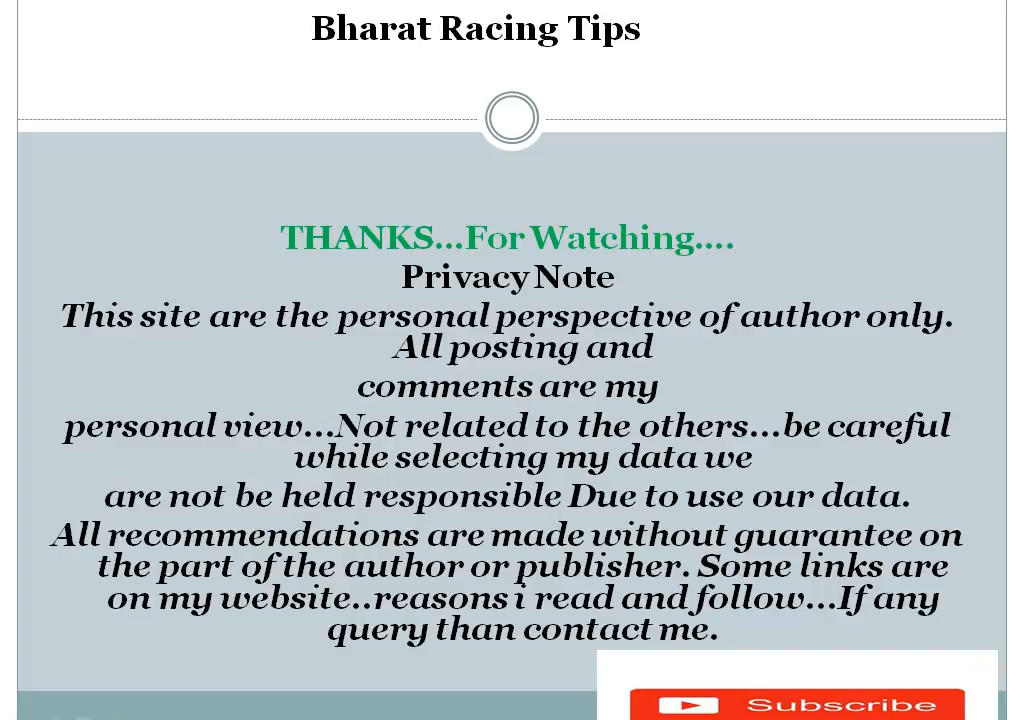 Bharat Racing Tips
THANKS...For Watching....
Privacy Note
This site are the personal perspective of author only.
All posting and
comments are my
personal view...Not related to the others...be careful
while selecting my data we
are not be held responsible Due to use our data.
All recommendations are made without guarantee on
the part of the author or publisher. Some links are
on my website..reasons i read and follow...If any
query than contact me.
Subscribe